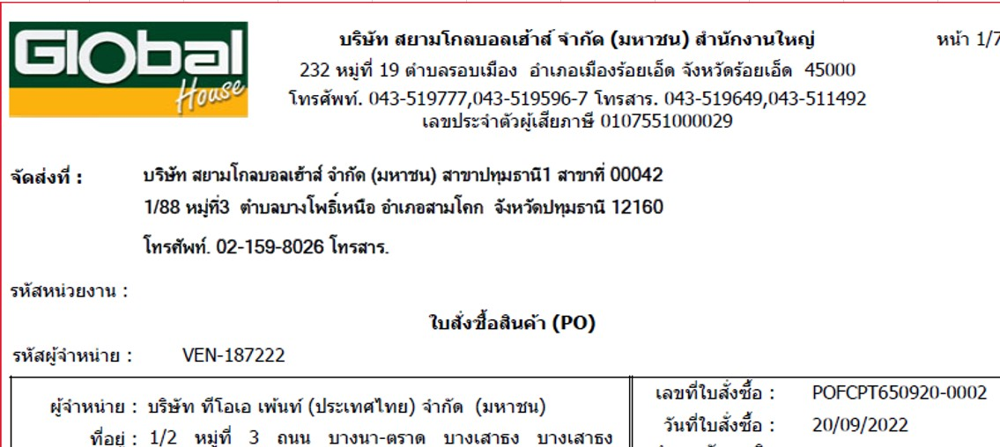 Global
House
บริษัท สยามโกลบอลเฮ้าส์ จำกัด (มหาชน) สำนักงานใหญ่
หน้า 1/7
232 หมู่ที่ 19 ตำบลรอบเมือง อำเภอเมืองร้อยเอ็ด จังหวัดร้อยเอ็ด 45000
โทรศัพท์. 043-519777,043-519596-7 โทรสาร. 043-519649,043-511492
เลขประจำตัวผู้เสียภาษี 0107551000029
จัดส่งที่ : บริษัท สยามโกลบอลเฮ้าส์ จำกัด (มหาชน) สาขาปทุมธานี1 สาขาที่ 00042
1/88 หมู่ที่3 ตำบลบางโพธิ์เหนือ อำเภอสามโคก จังหวัดปทุมธานี 12160
โทรศัพท์. 02-159-8026 โทรสาร.
รหัสหน่วยงาน :
ใบสั่งซื้อสินค้า (PO)
รหัสผู้จำหน่าย : VEN-187222
ผู้จำหน่าย : บริษัท ทีโอเอ เพ้นท์ (ประเทศไทย) จำกัด (มหาชน)
ที่อยู่ : 1/2 หมู่ที่ 3 ถนน บางนา-ตราด บางเสาธง บางเสาธง
เลขที่ใบสั่งซื้อ : POFCPT650920-0002
วันที่ใบสั่งซื้อ : 20/09/2022